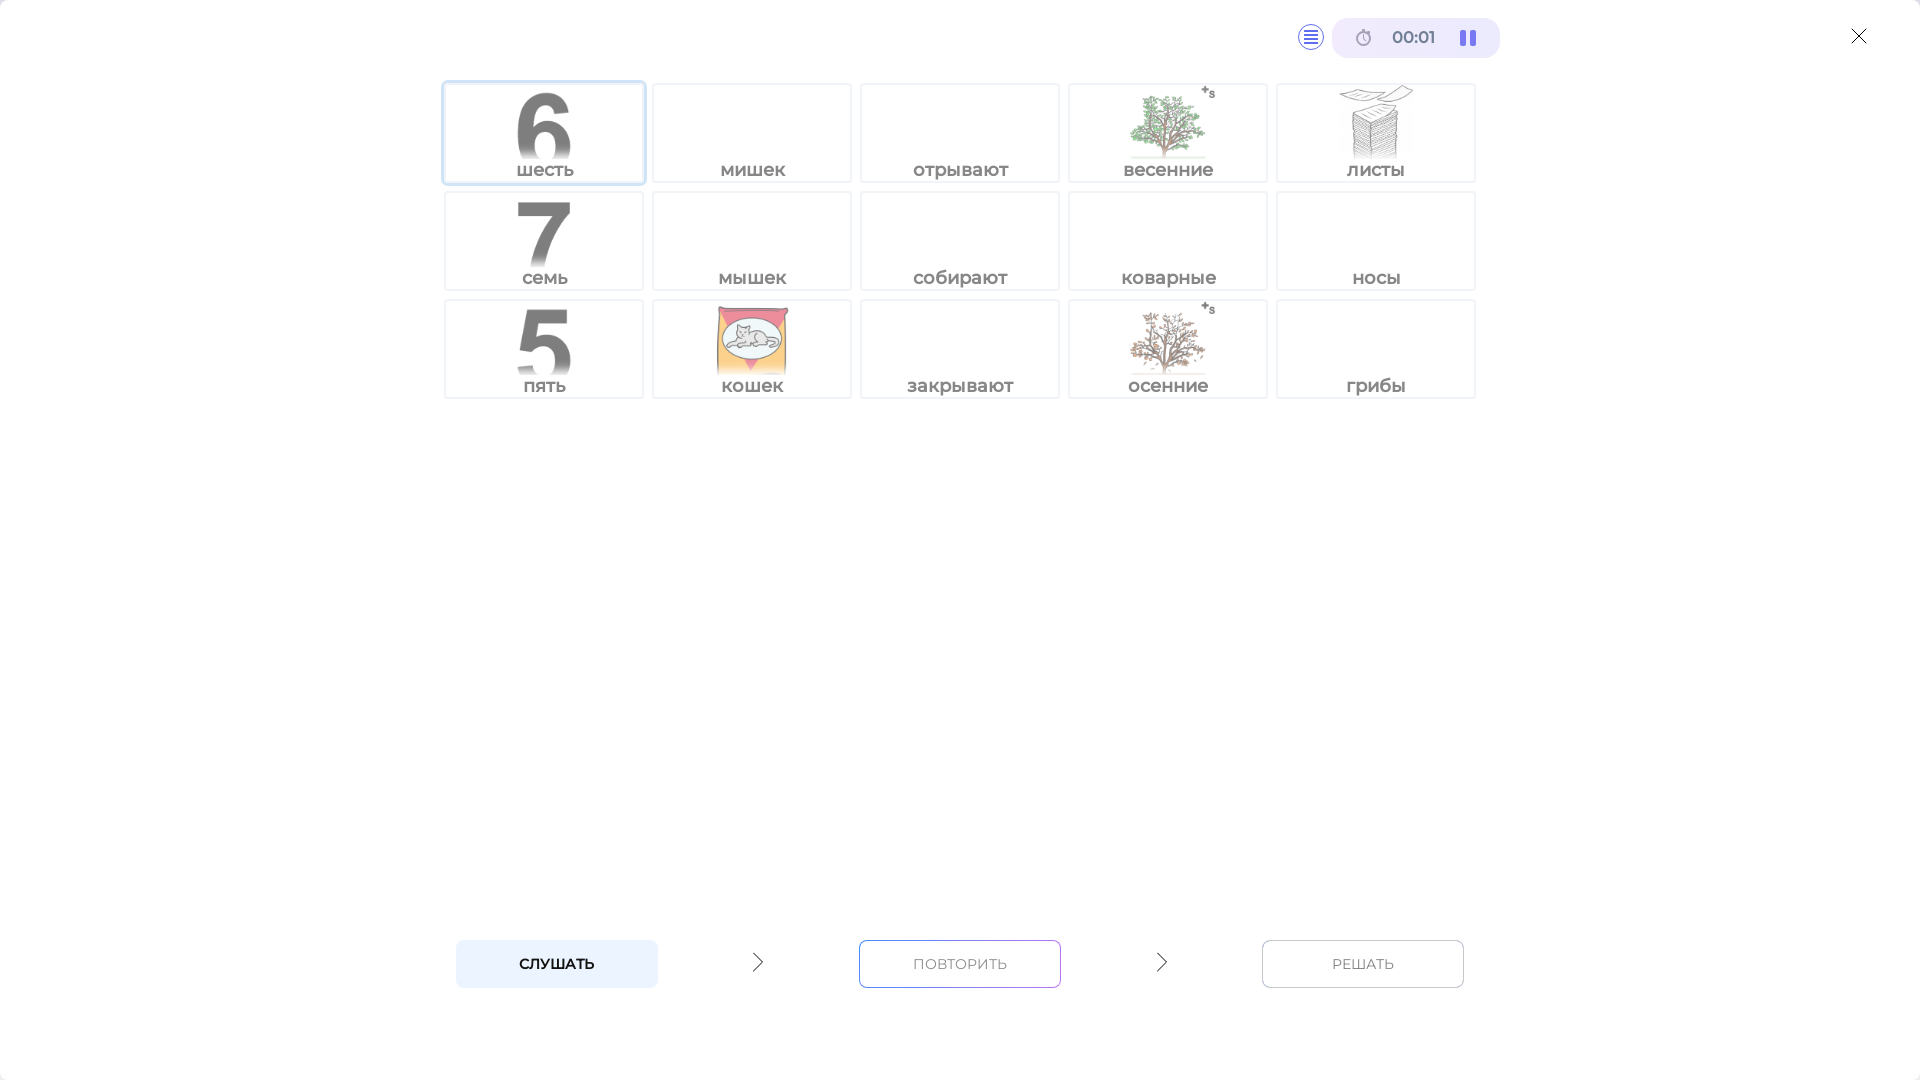 00:01
6 +s
шесть мишек отрывают весенние листы
7
семь мышек собирают коварные носы
5 +s
пять кошек закрывают осенние грибы
СЛУШАТЬ ПОВТОРИТЬ РЕШАТЬ